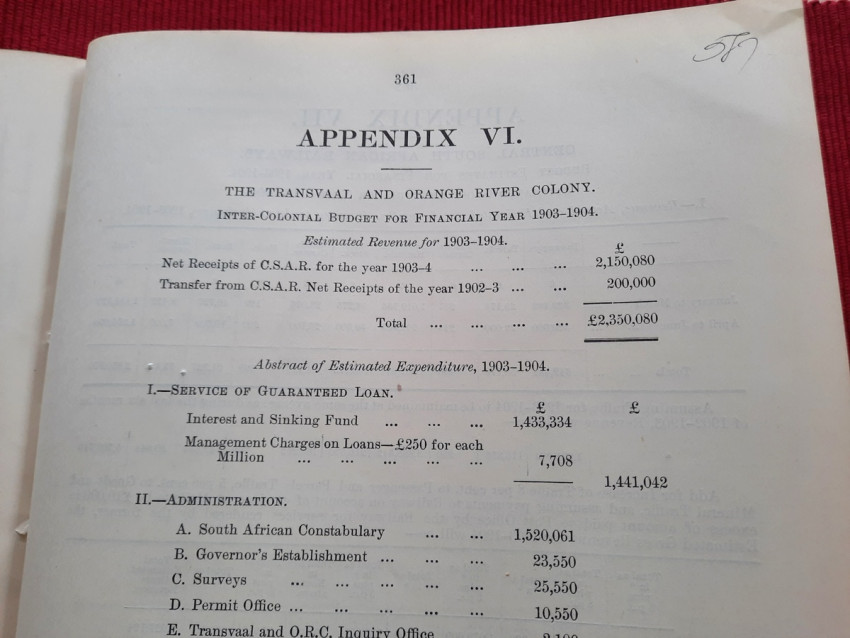 587
361
APPENDIX VI.
THE TRANSVAAL AND ORANGE RIVER COLONY.
INTER-COLONIAL BUDGET FOR FINANCIAL YEAR 1903-1904.
Estimated Revenue for 1903-1904.
£
Net Receipts of C.S.A.R. for the year 1903-4 ... ... ... 2,150,080
Transfer from C.S.A.R. Net Receipts of the year 1902-3 ... ... 200,000
Total ... ... ... ... £2,350,080
Abstract of Estimated Expenditure, 1903-1904.
I.—SERVICE OF GUARANTEED LOAN.
£ £
Interest and Sinking Fund ... ... ... 1,433,334
Management Charges on Loans—£250 for each
Million ... ... ... ... ... 7,708
1,441,042
II.—ADMINISTRATION.
A. South African Constabulary ... ... 1,520,061
B. Governor's Establishment ... ... ... 23,550
C. Surveys ... ... ... ... ... 25,550
D. Permit Office ... ... ... ... ... 10,550
E. Transvaal and O.R.C. Inquiry Office